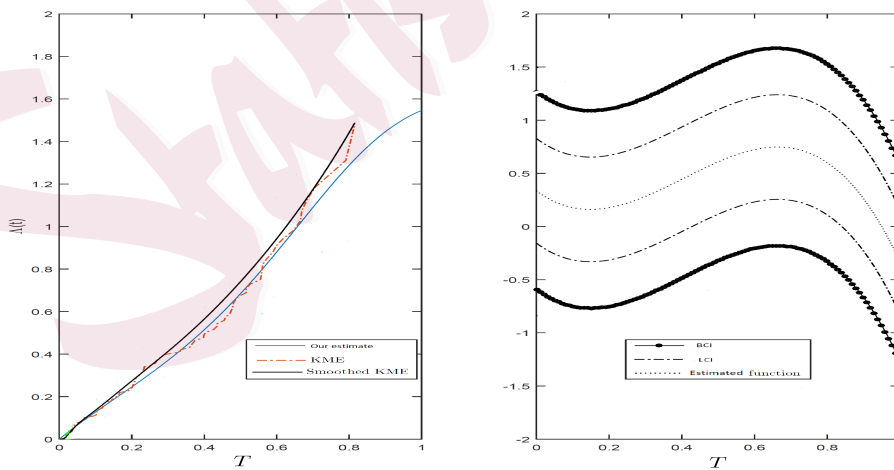 2
1.8
1.6
1.4
1.2
1
0.8
0.6
0.4
0.2
0
Λ(t)
0 0.2 0.4 0.6 0.8 1
T
Our estimate
KME
Smoothed KME
2
1.5
1
0.5
0
-0.5
-1
-1.5
-2
0 0.2 0.4 0.6 0.8
T
BCI
LCI
Estimated function